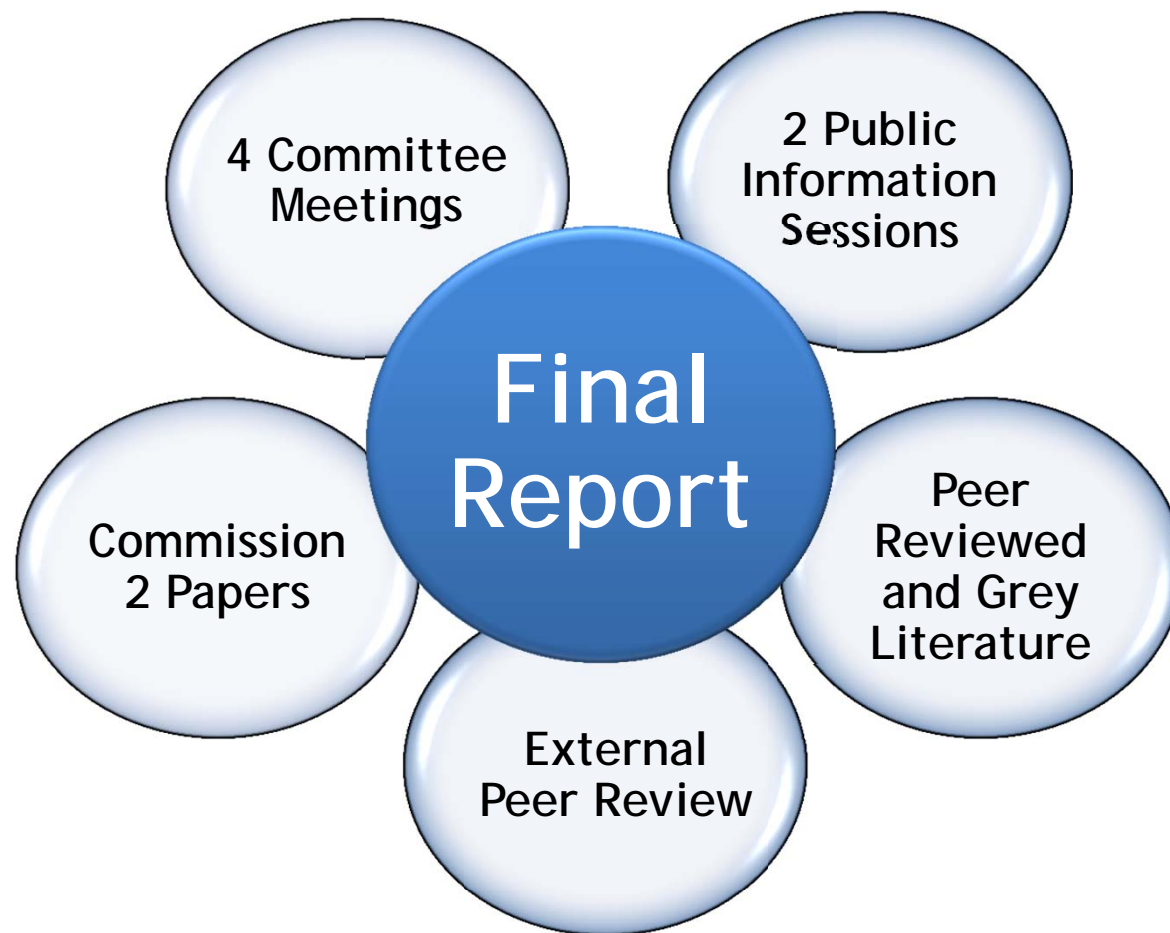 4 Committee
Meetings
2 Public
Information
Sessions
Final
Report
Commission
2 Papers
Peer
Reviewed
and Grey
Literature
External
Peer Review